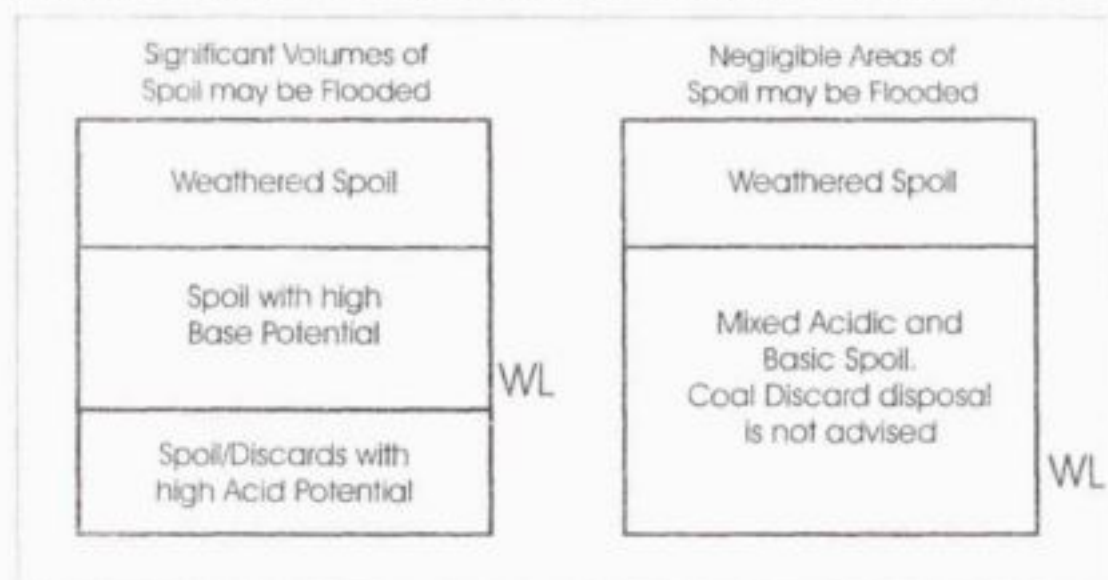 Significant Volumes of
Spoil may be Flooded
Weathered Spoil
Spoil with high
Base Potential
WL
Spoil/Discards with
high Acid Potential
Negligible Areas of
Spoil may be Flooded
Weathered Spoil
Mixed Acidic and
Basic Spoil.
Coal Discard disposal
is not advised
WL